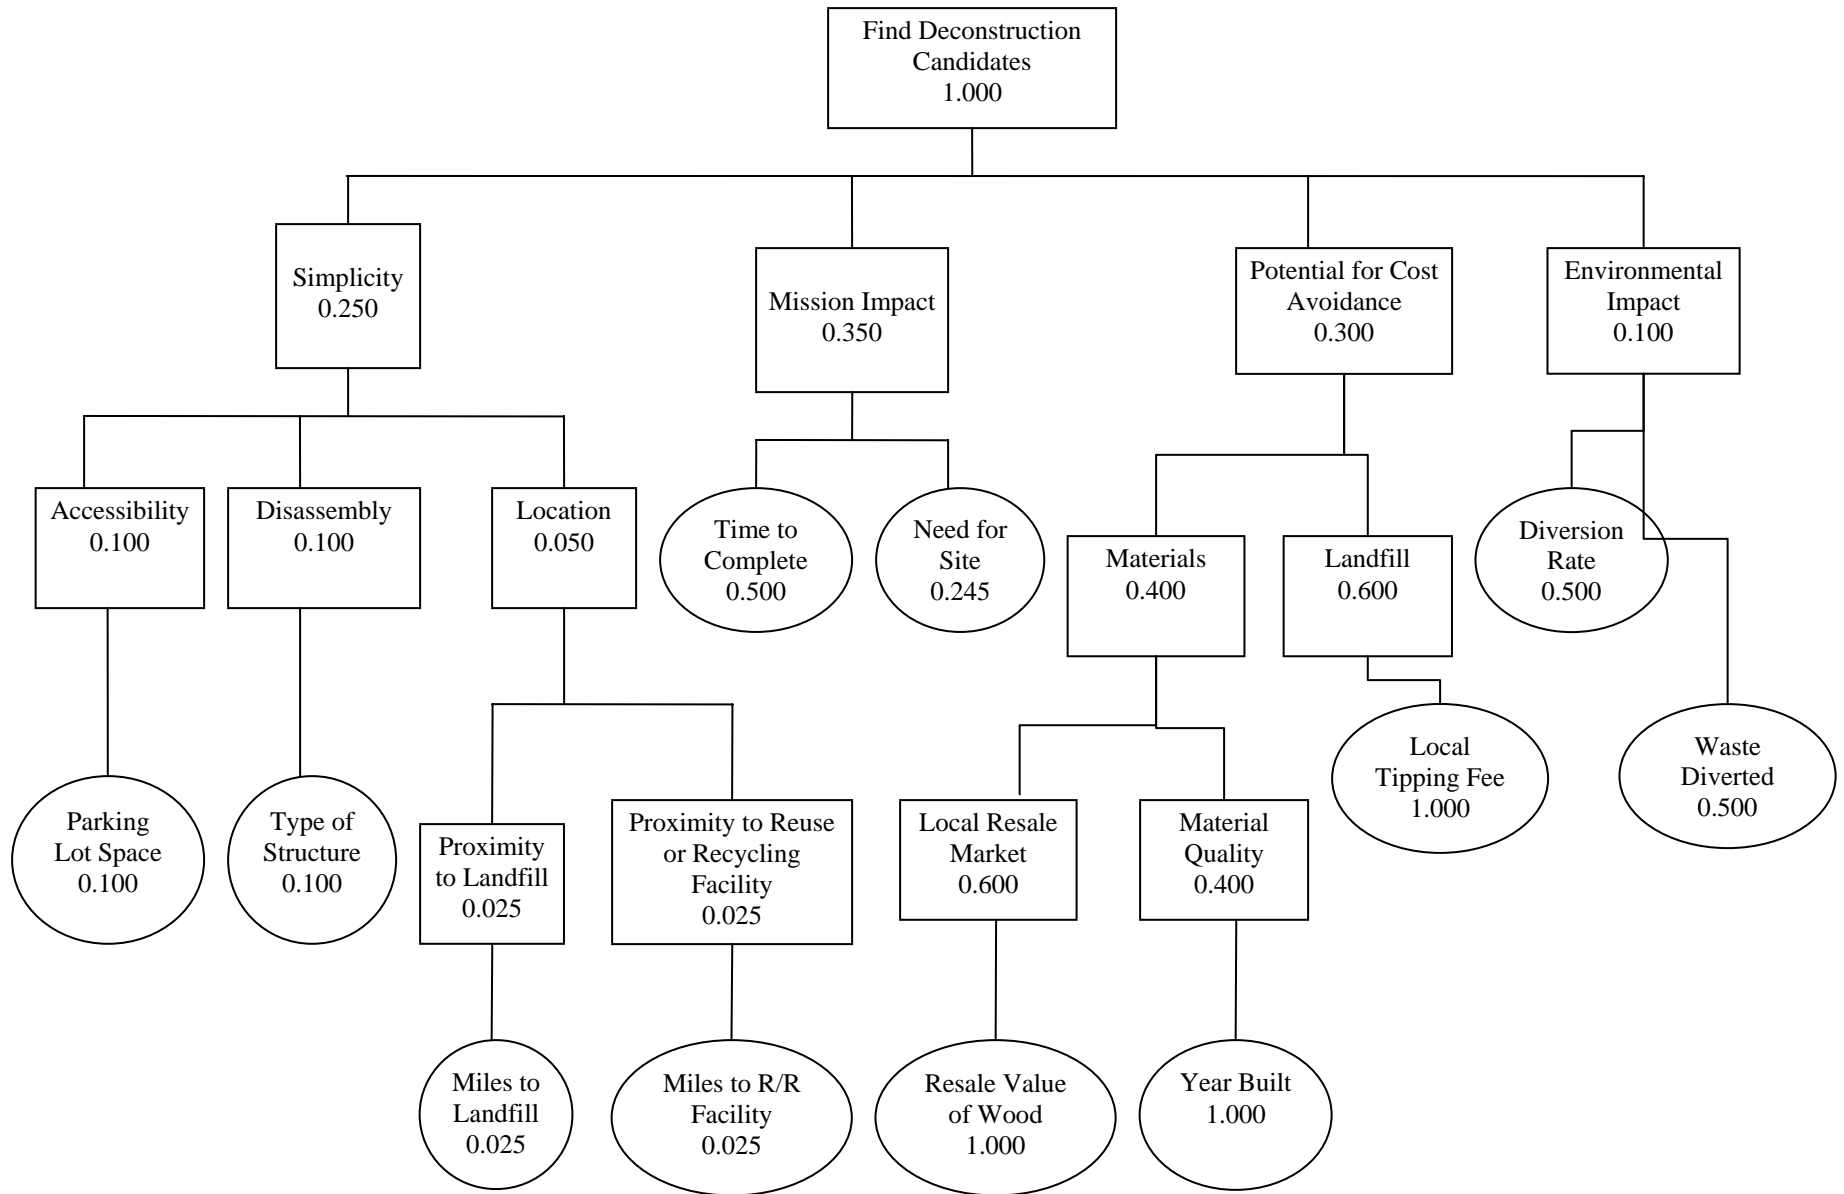 Find Deconstruction
Candidates
1.000
Simplicity
0.250
Mission Impact
0.350
Potential for Cost
Avoidance
0.300
Environmental
Impact
0.100
Accessibility
0.100
Disassembly
0.100
Location
0.050
Time to
Complete
0.500
Need for
Site
0.245
Materials
0.400
Landfill
0.600
Diversion
Rate
0.500
Parking
Lot Space
0.100
Type of
Structure
0.100
Proximity
to Landfill
0.025
Proximity to Reuse
or Recycling
Facility
0.025
Local Resale
Market
0.600
Material
Quality
0.400
Local
Tipping Fee
1.000
Waste
Diverted
0.500
Miles to
Landfill
0.025
Miles to R/R
Facility
0.025
Resale Value
of Wood
1.000
Year Built
1.000